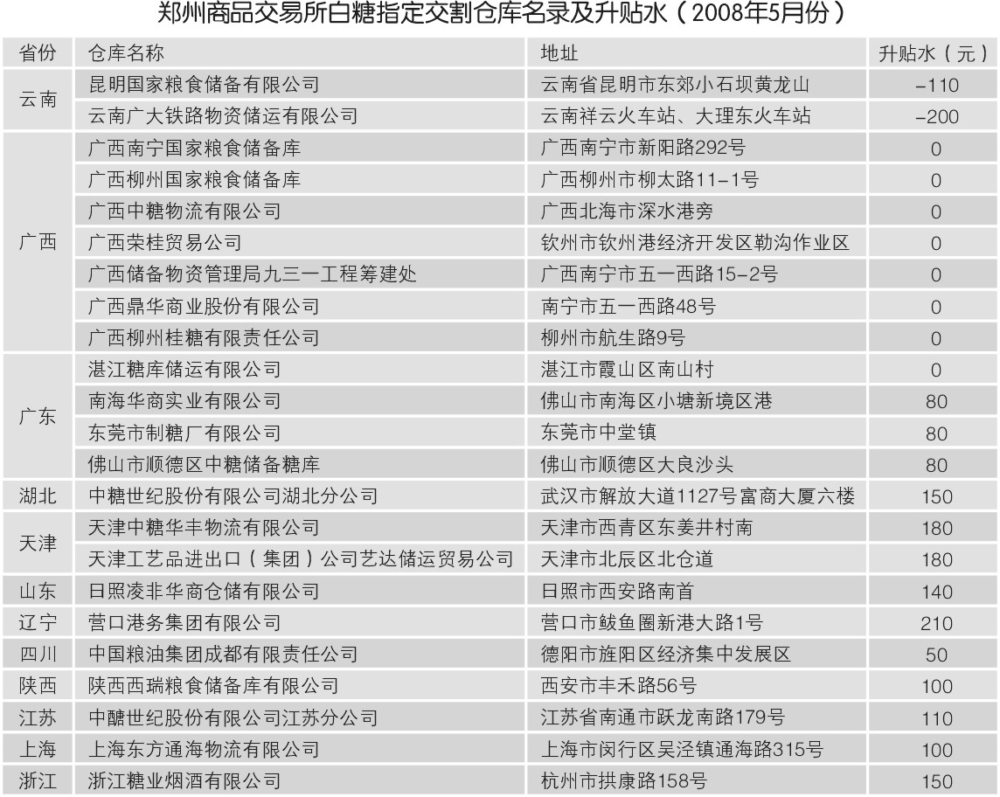 郑州商品交易所白糖指定交割仓库名录及升贴水（2008年5月份）
省份 仓库名称 地址 升贴水（元）
云南 昆明国家粮食储备有限公司 云南省昆明市东郊小石坝黄龙山 -110
云南广大铁路物资储运有限公司 云南祥云火车站、大理东火车站 -200
广西 广西南宁国家粮食储备库 广西南宁市新阳路292号 0
广西柳州国家粮食储备库 广西柳州市柳太路11-1号 0
广西中糖物流有限公司 广西北海市深水港旁 0
广西荣桂贸易公司 钦州市钦州港经济开发区勒沟作业区 0
广西储备物资管理局九三一工程筹建处 广西南宁市五一西路15-2号 0
广西鼎华商业股份有限公司 南宁市五一西路48号 0
广西柳州桂糖有限责任公司 柳州市航生路9号 0
广东 湛江糖库储运有限公司 湛江市霞山区南山村 0
南海华商实业有限公司 佛山市南海区小塘新境区港 80
东莞市制糖厂有限公司 东莞市中堂镇 80
佛山市顺德区中糖储备糖库 佛山市顺德区大良沙头 80
湖北 中糖世纪股份有限公司湖北分公司 武汉市解放大道1127号富商大厦六楼 150
天津 天津中糖华丰物流有限公司 天津市西青区东姜井村南 180
天津工艺品进出口（集团）公司艺达储运贸易公司 天津市北辰区北仓道 180
山东 日照凌非华商仓储有限公司 日照市西安路南首 140
辽宁 营口港务集团有限公司 营口市鲅鱼圈新港大路1号 210
四川 中国粮油集团成都有限责任公司 德阳市旌阳区经济集中发展区 50
陕西 陕西西瑞粮食储备库有限公司 西安市丰禾路56号 100
江苏 中醣世纪股份有限公司江苏分公司 江苏省南通市跃龙南路179号 110
上海 上海东方通海物流有限公司 上海市闵行区吴泾镇通海路315号 100
浙江 浙江糖业烟酒有限公司 杭州市拱康路158号 150